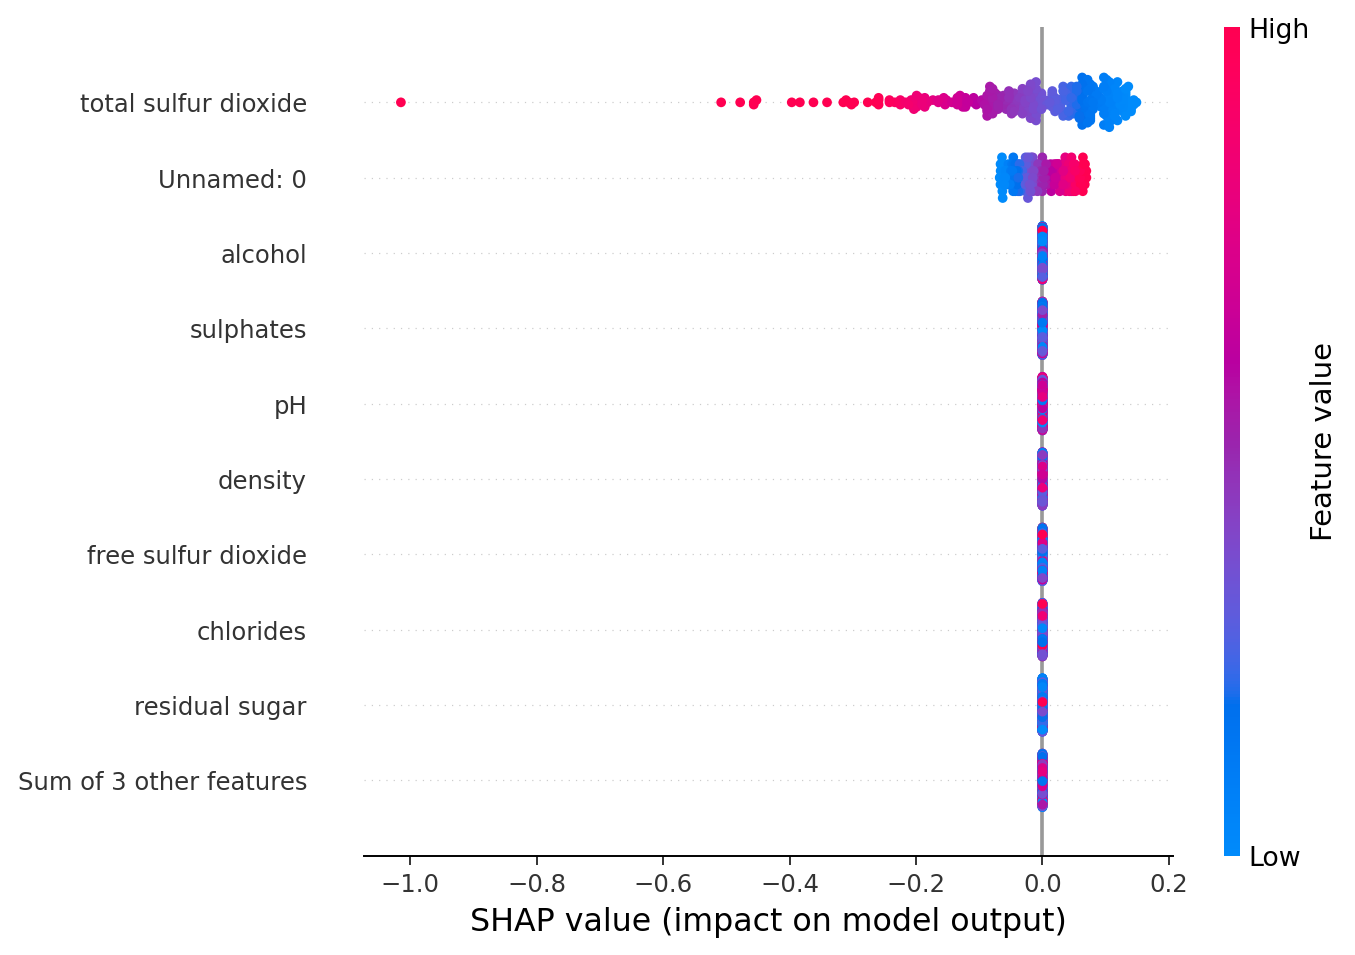 High
total sulfur dioxide
Unnamed: 0
alcohol
sulphates
pH
density
free sulfur dioxide
chlorides
residual sugar
Sum of 3 other features
Feature value
Low
−1.0 −0.8 −0.6 −0.4 −0.2 0.0 0.2
SHAP value (impact on model output)